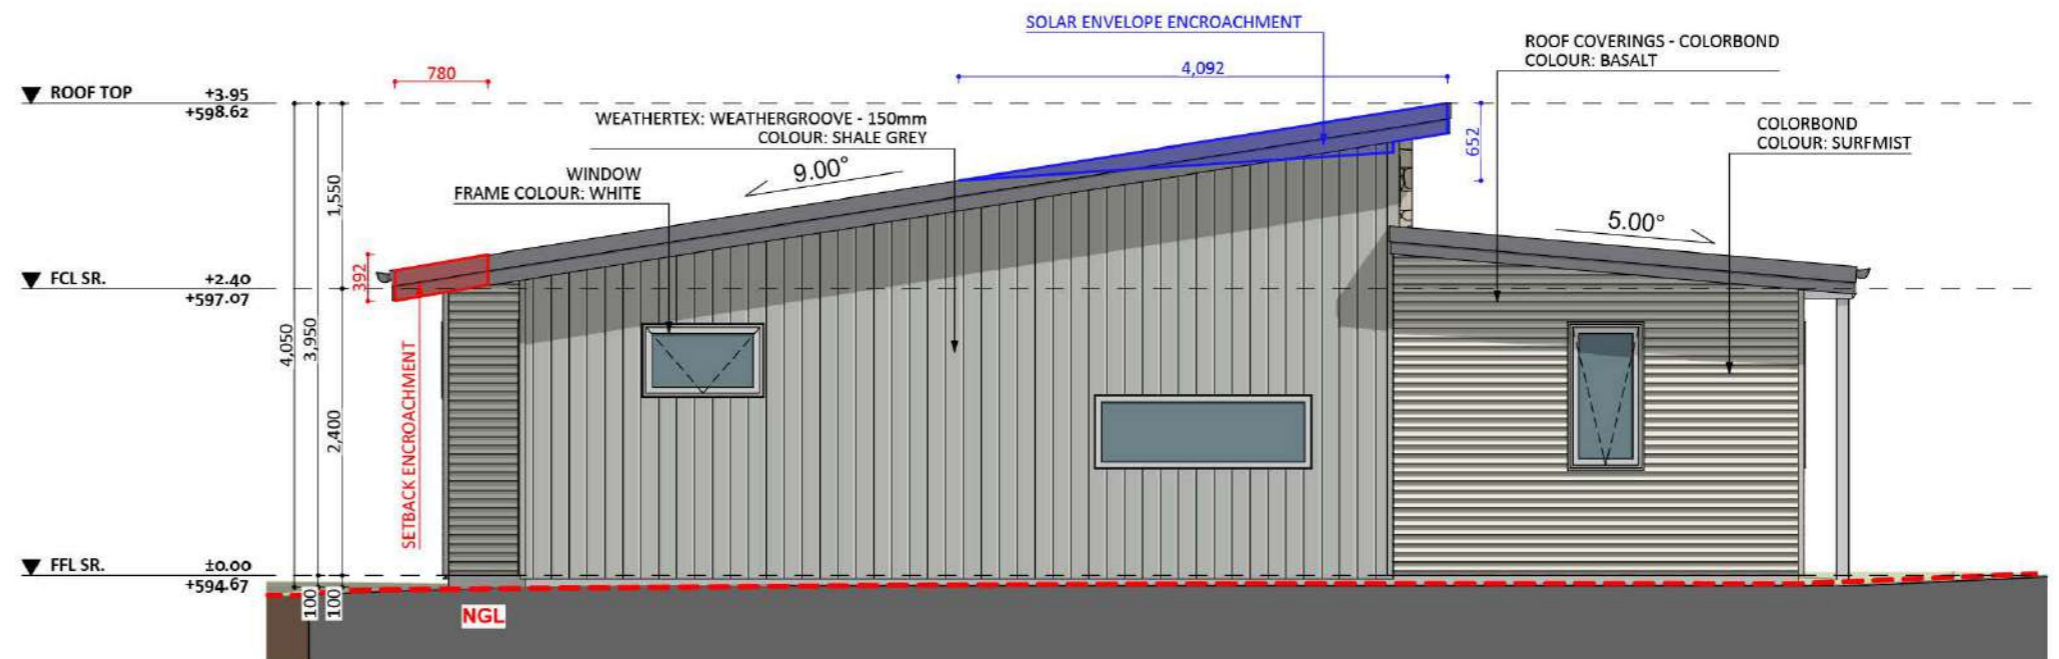 SOLAR ENVELOPE ENCROACHMENT
ROOF COVERINGS - COLORBOND
COLOUR: BASALT
780
4,092
ROOF TOP +3.95
+598.62
WEATHERTEX: WEATHERGROOVE - 150mm
COLOUR: SHALE GREY
COLORBOND
COLOUR: SURFMIST
652
WINDOW
FRAME COLOUR: WHITE
9.00°
1,550
5.00°
392
FCL SR. +2.40
+597.07
4,050
3,950
2,400
SETBACK ENCROACHMENT
FFL SR. ±0.00
+594.67
100
100
NGL